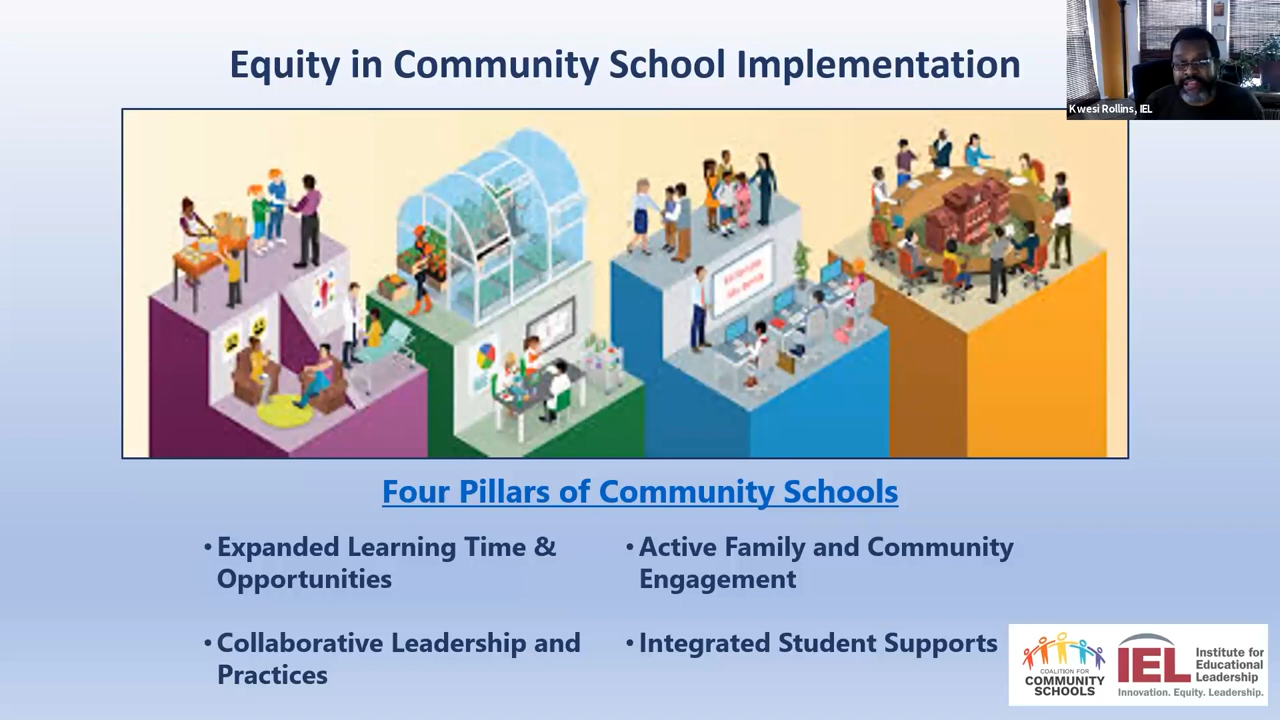 Equity in Community School Implementation
Kwesi Rollins, IEL
Four Pillars of Community Schools
• Expanded Learning Time &
Opportunities
• Active Family and Community
Engagement
• Collaborative Leadership and
Practices
• Integrated Student Supports
COALITION FOR
COMMUNITY
SCHOOLS
IEL
Institute for
Educational
Leadership
Innovation. Equity. Leadership.